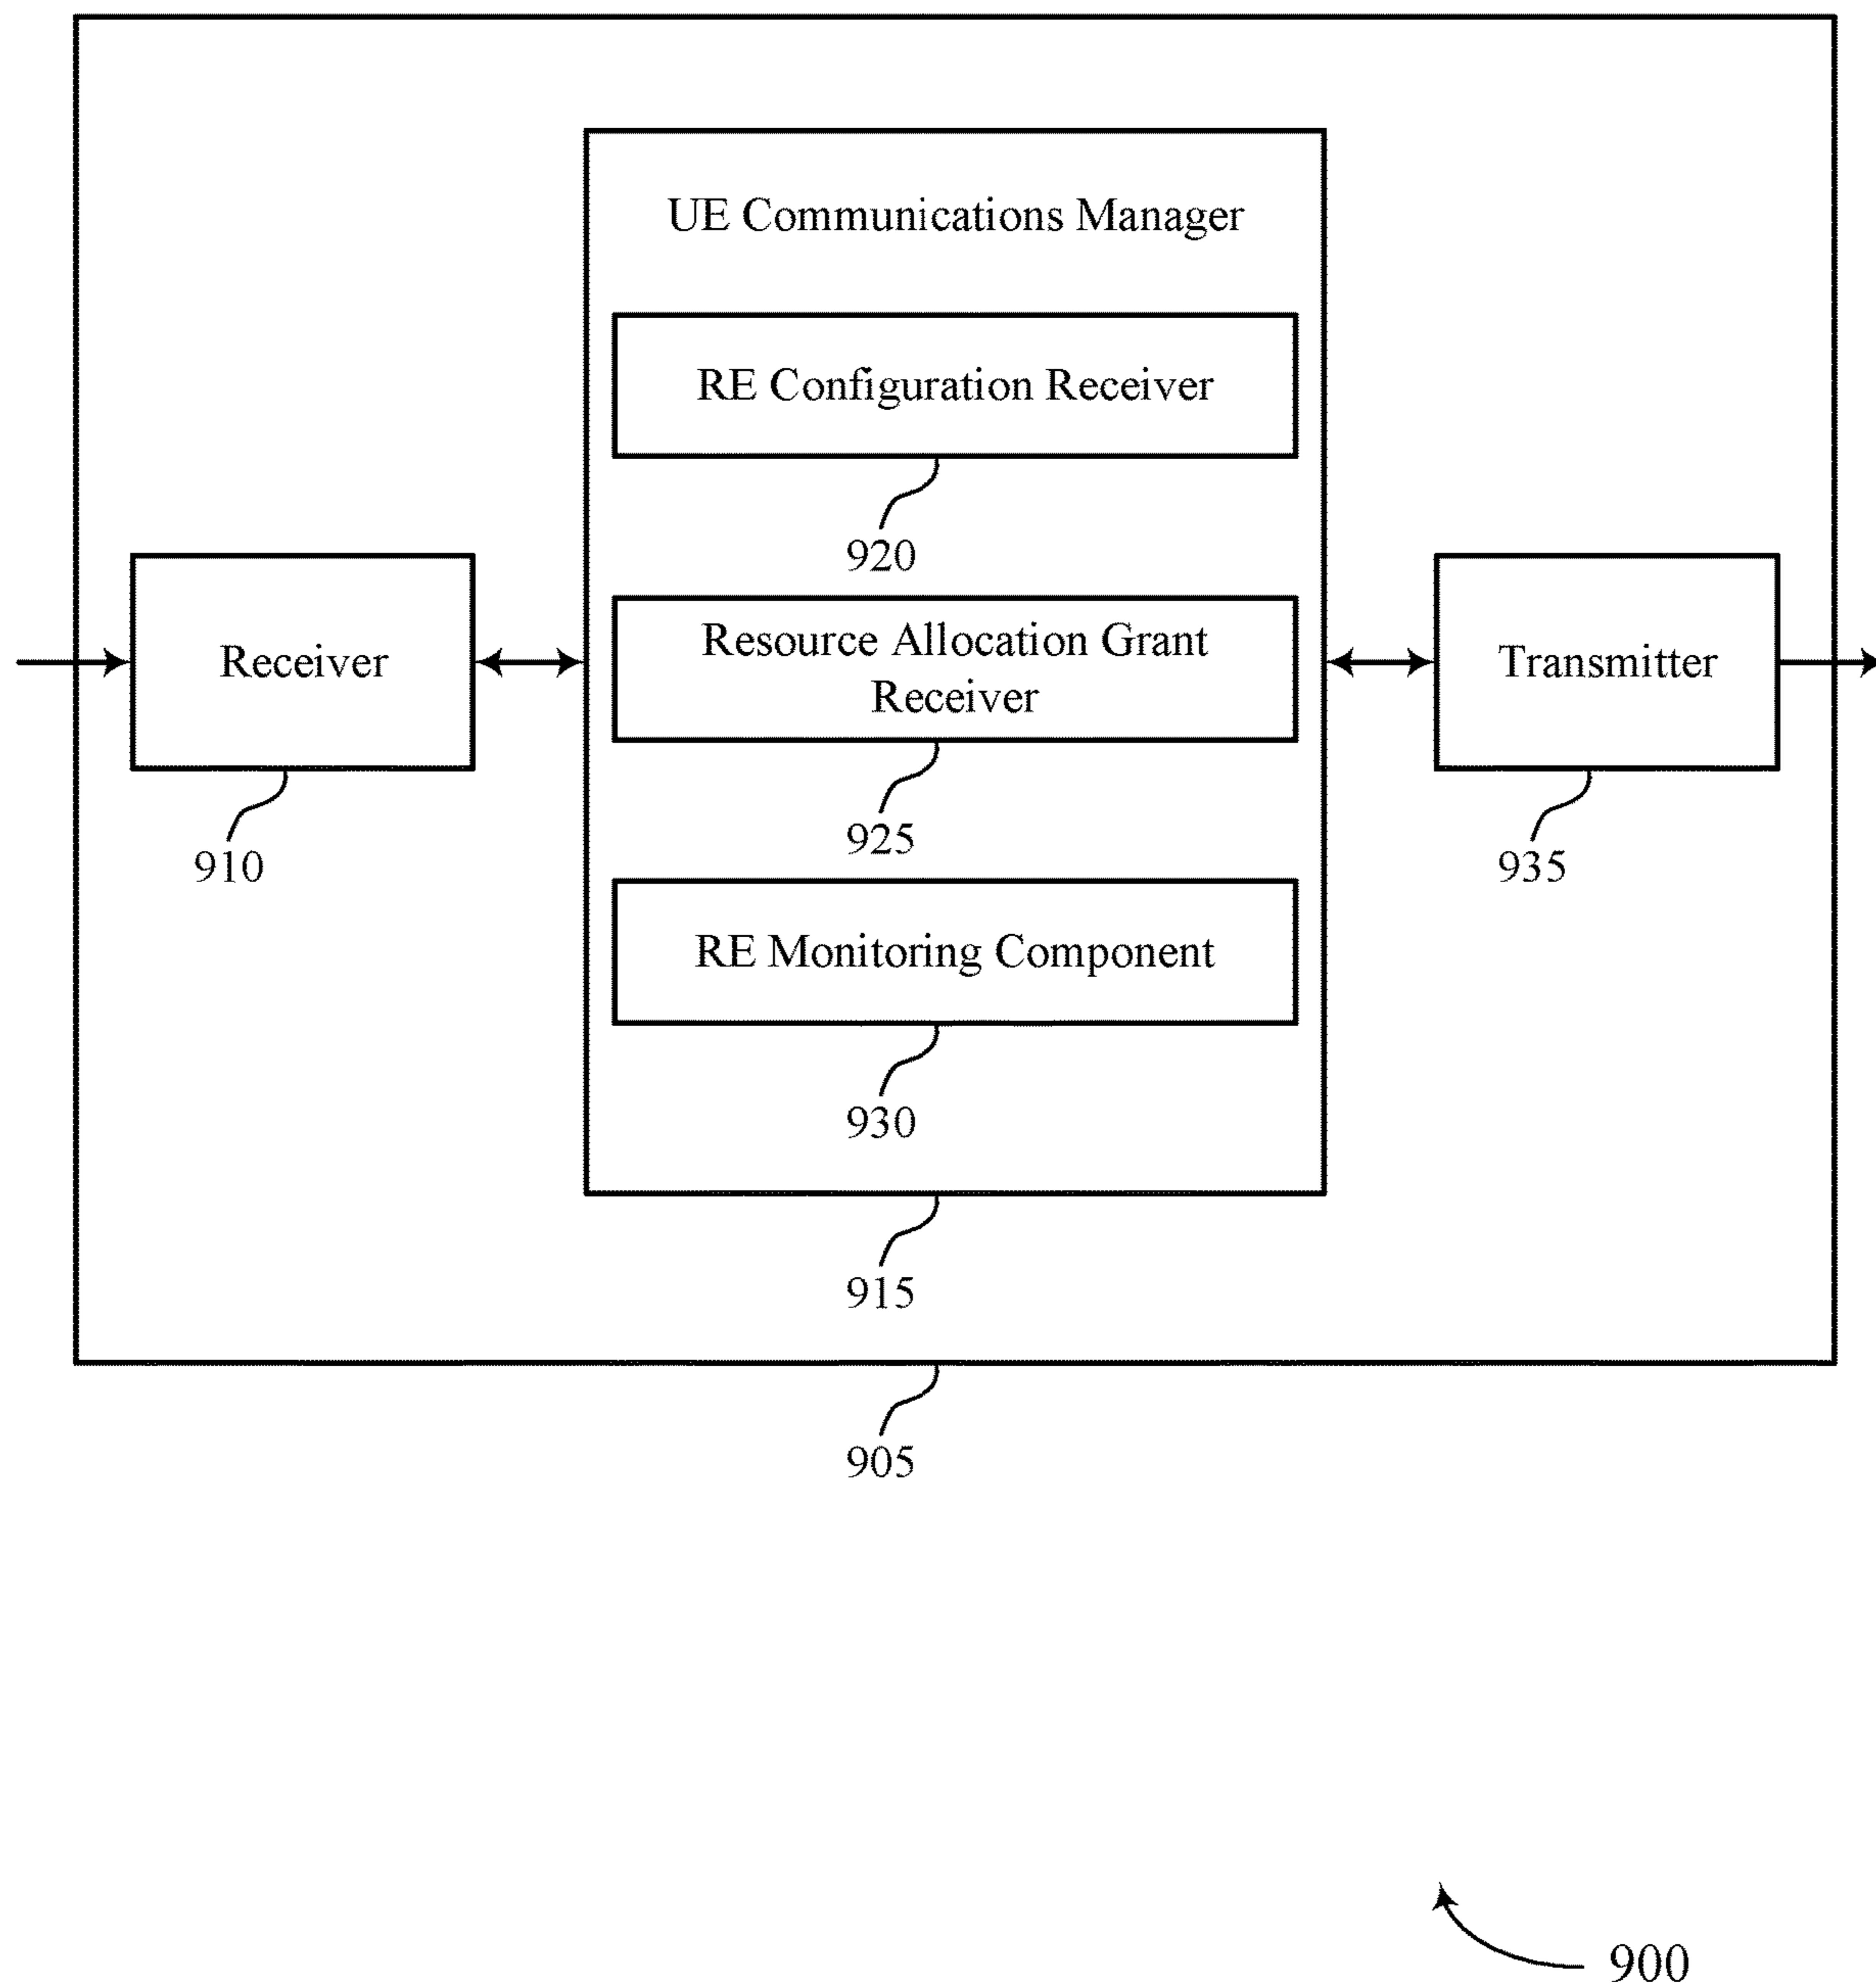 UE Communications Manager
RE Configuration Receiver
920
Receiver
910
Resource Allocation Grant
Receiver
925
Transmitter
935
RE Monitoring Component
930
915
905
900